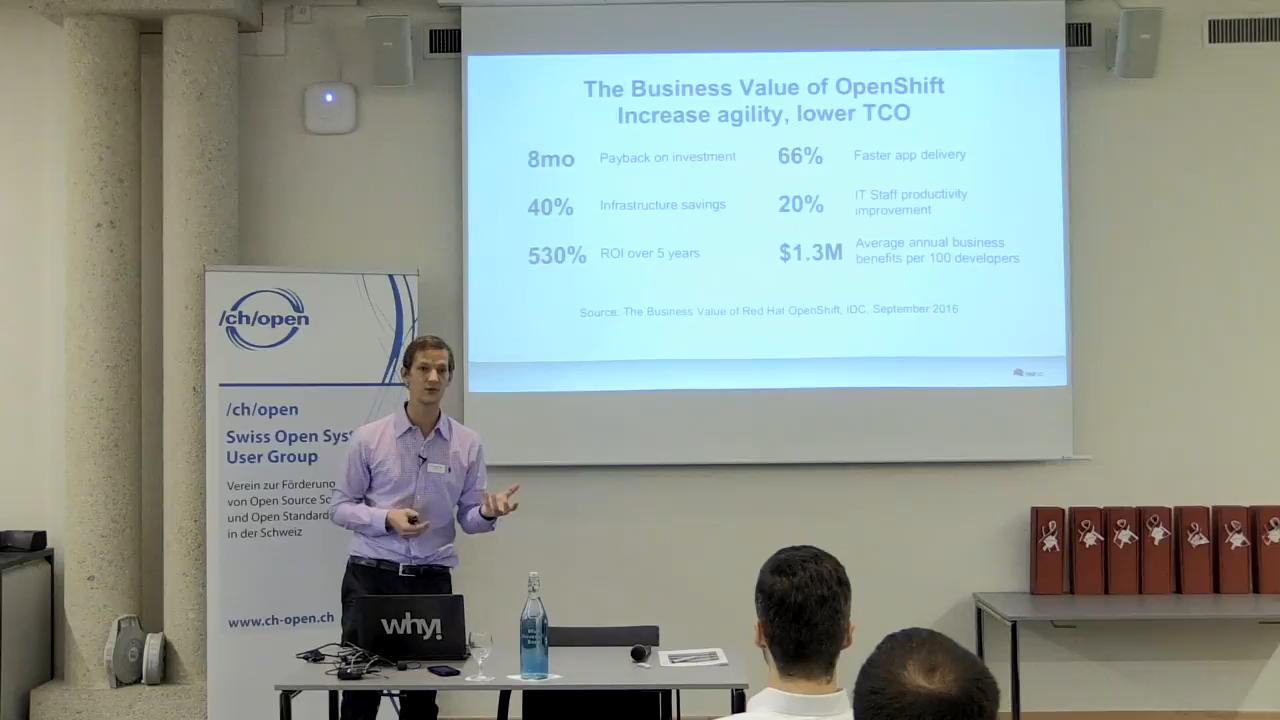 The Business Value of OpenShift
Increase agility, lower TCO
8mo Payback on investment
66% Faster app delivery
40% Infrastructure savings
20% IT Staff productivity
improvement
530% ROI over 5 years
$1.3M Average annual business
benefits per 100 developers
Source: The Business Value of Red Hat OpenShift, IDC, September 2016
/ch/open
/ch/open
Swiss Open Sys
User Group
Verein zur Förderung
von Open Source So
und Open Standards
in der Schweiz
www.ch-open.ch
why!